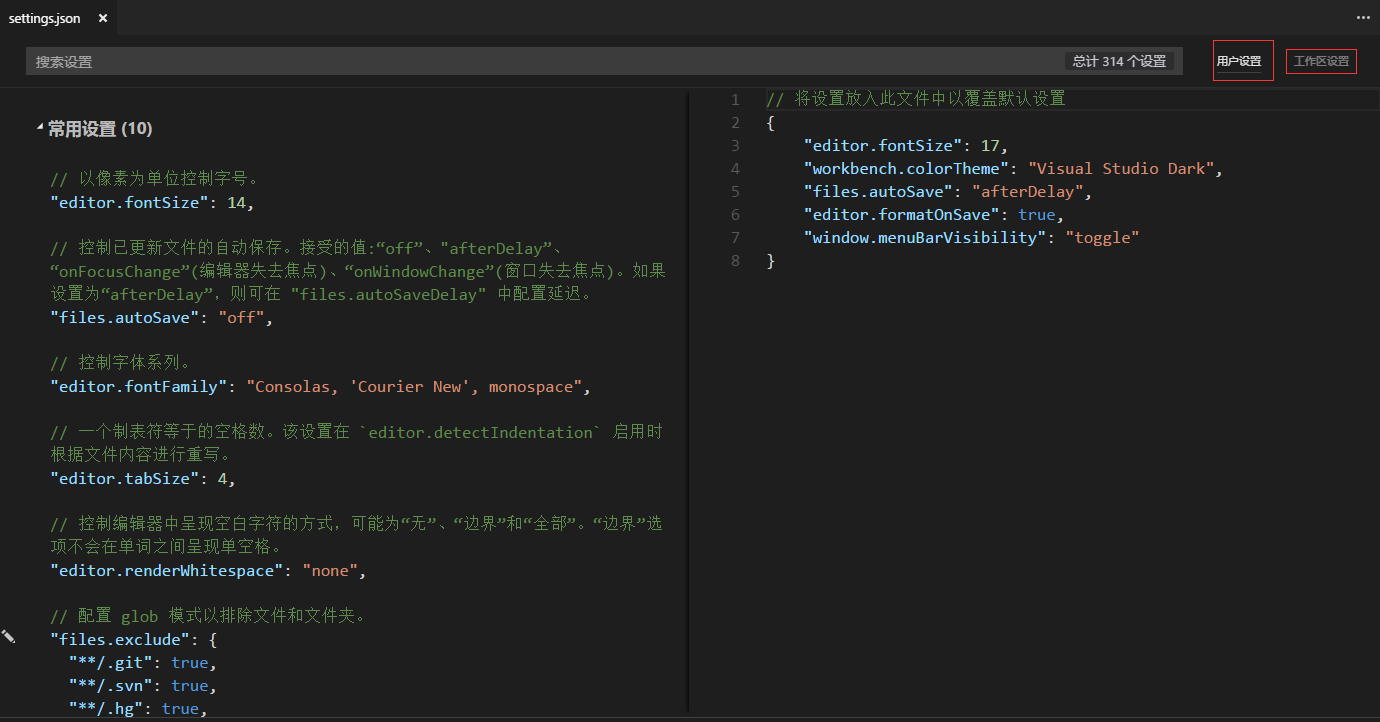 settings.json
搜索设置
总计 314 个设置
用户设置
工作区设置
常用设置 (10)
// 以像素为单位控制字号。
"editor.fontSize": 14,
// 控制已更新文件的自动保存。接受的值:“off”、"afterDelay”、
“onFocusChange”(编辑器失去焦点)、“onWindowChange”(窗口失去焦点)。如果
设置为“afterDelay”，则可在 "files.autoSaveDelay" 中配置延迟。
"files.autoSave": "off",
// 控制字体系列。
"editor.fontFamily": "Consolas, 'Courier New', monospace",
// 一个制表符等于的空格数。该设置在 `editor.detectIndentation` 启用时
根据文件内容进行重写。
"editor.tabSize": 4,
// 控制编辑器中呈现空白字符的方式，可能为“无”、“边界”和“全部”。“边界”选
项不会在单词之间呈现单空格。
"editor.renderWhitespace": "none",
// 配置 glob 模式以排除文件和文件夹。
"files.exclude": {
"**/.git": true,
"**/.svn": true,
"**/.hg": true,
1 // 将设置放入此文件中以覆盖默认设置
2 {
3 "editor.fontSize": 17,
4 "workbench.colorTheme": "Visual Studio Dark",
5 "files.autoSave": "afterDelay",
6 "editor.formatOnSave": true,
7 "window.menuBarVisibility": "toggle"
8 }